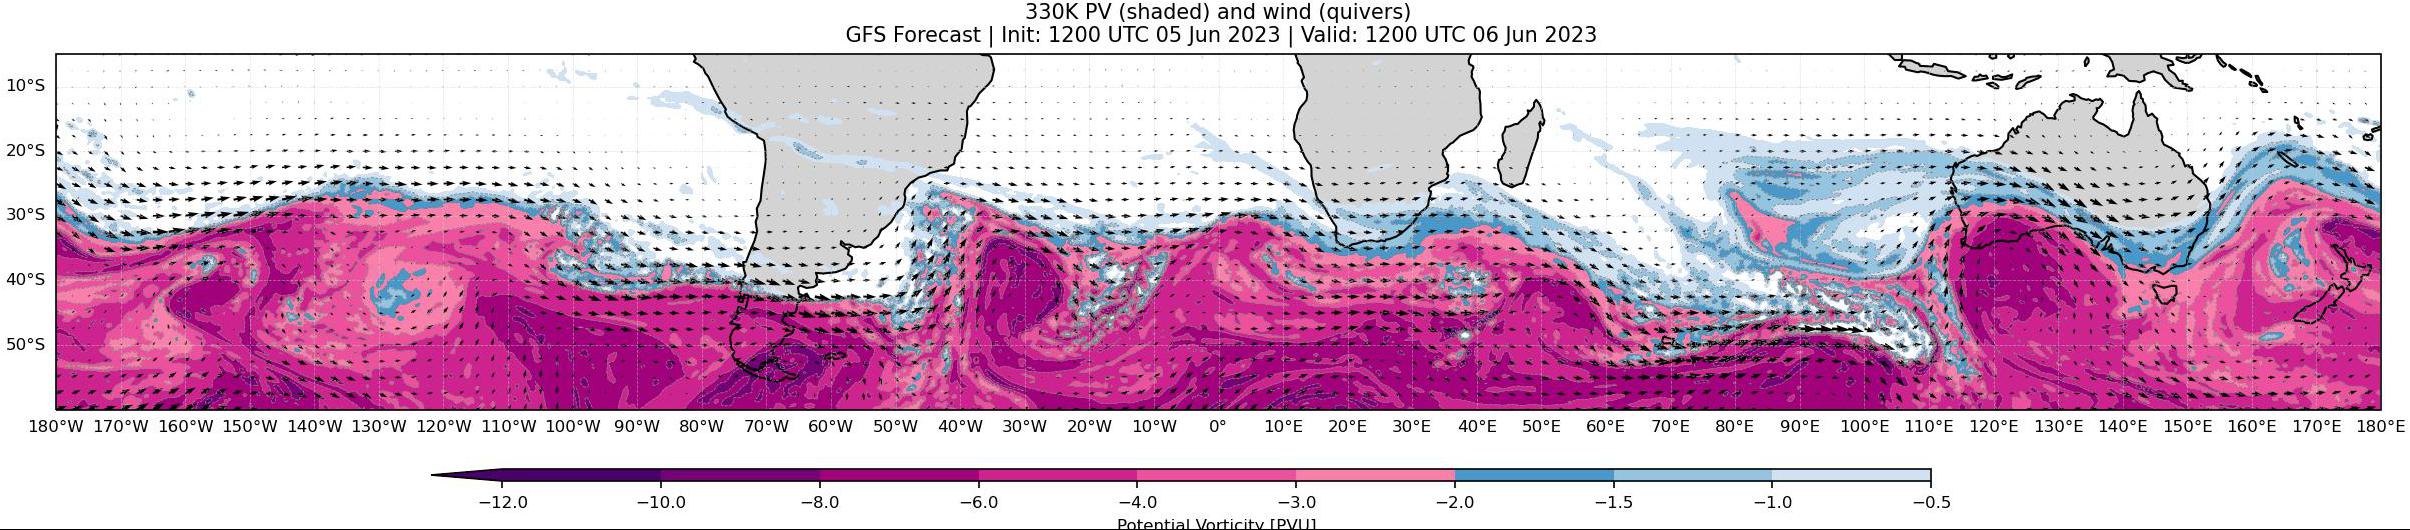 330K PV (shaded) and wind (quivers)
GFS Forecast | Init: 1200 UTC 05 Jun 2023 | Valid: 1200 UTC 06 Jun 2023
10°S
20°S
30°S
40°S
50°S
180°W 170°W 160°W 150°W 140°W 130°W 120°W 110°W 100°W 90°W 80°W 70°W 60°W 50°W 40°W 30°W 20°W 10°W 0° 10°E 20°E 30°E 40°E 50°E 60°E 70°E 80°E 90°E 100°E 110°E 120°E 130°E 140°E 150°E 160°E 170°E 180°E
−12.0 −10.0 −8.0 −6.0 −4.0 −3.0 −2.0 −1.5 −1.0 −0.5
Potential Vorticity [PVU]